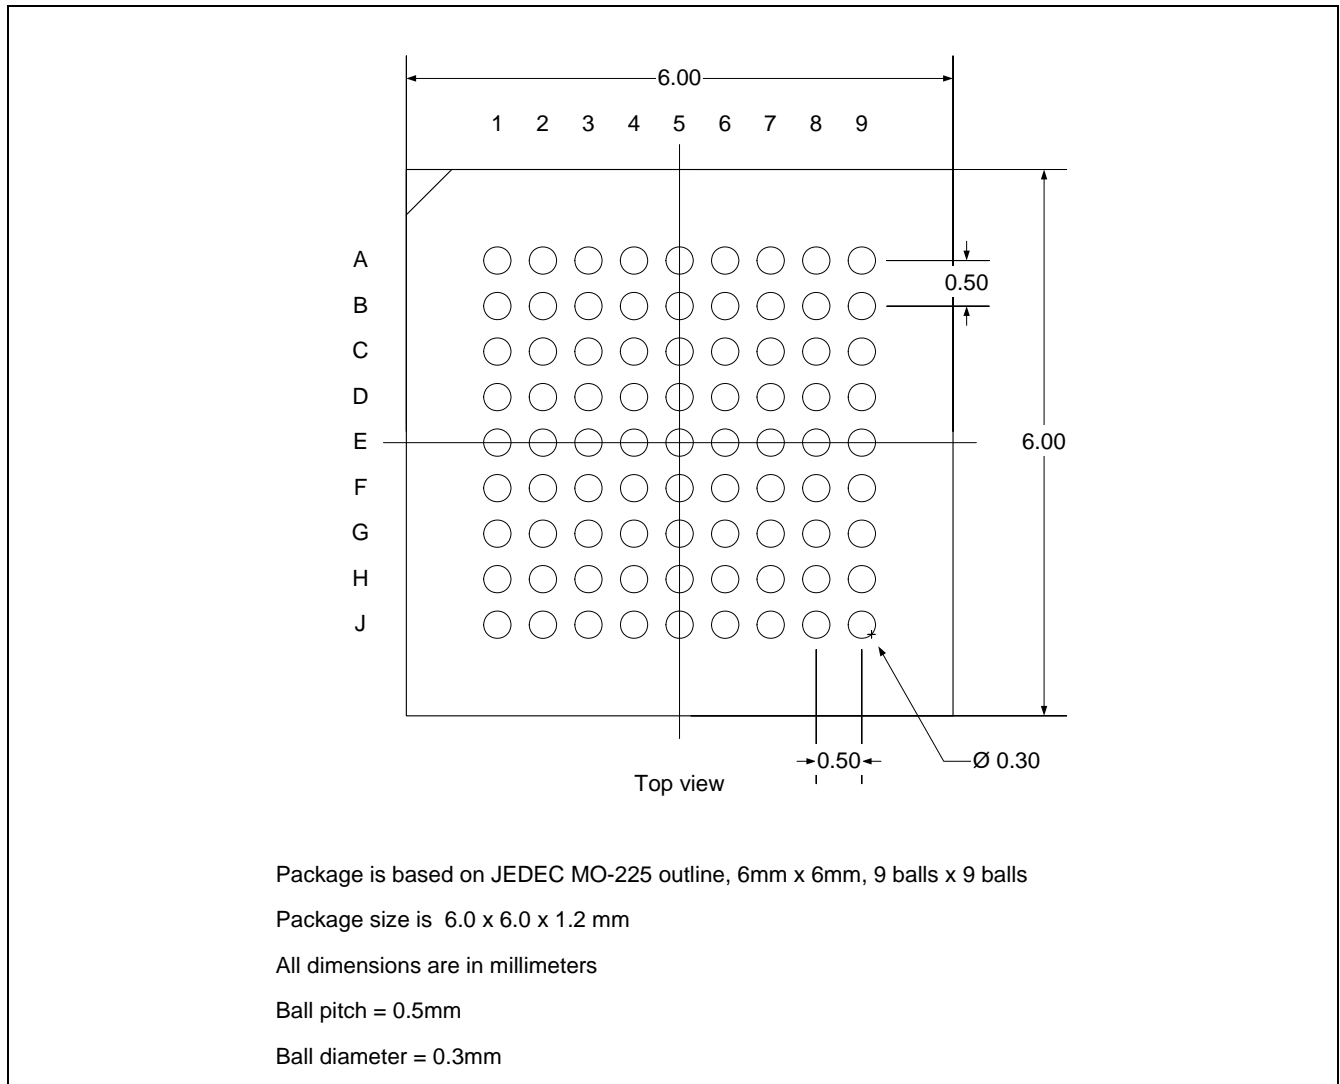 6.00
1 2 3 4 5 6 7 8 9
A
0.50
B
C
D
E
6.00
F
G
H
J
0.50
Ø 0.30
Top view
Package is based on JEDEC MO-225 outline, 6mm x 6mm, 9 balls x 9 balls
Package size is 6.0 x 6.0 x 1.2 mm
All dimensions are in millimeters
Ball pitch = 0.5mm
Ball diameter = 0.3mm